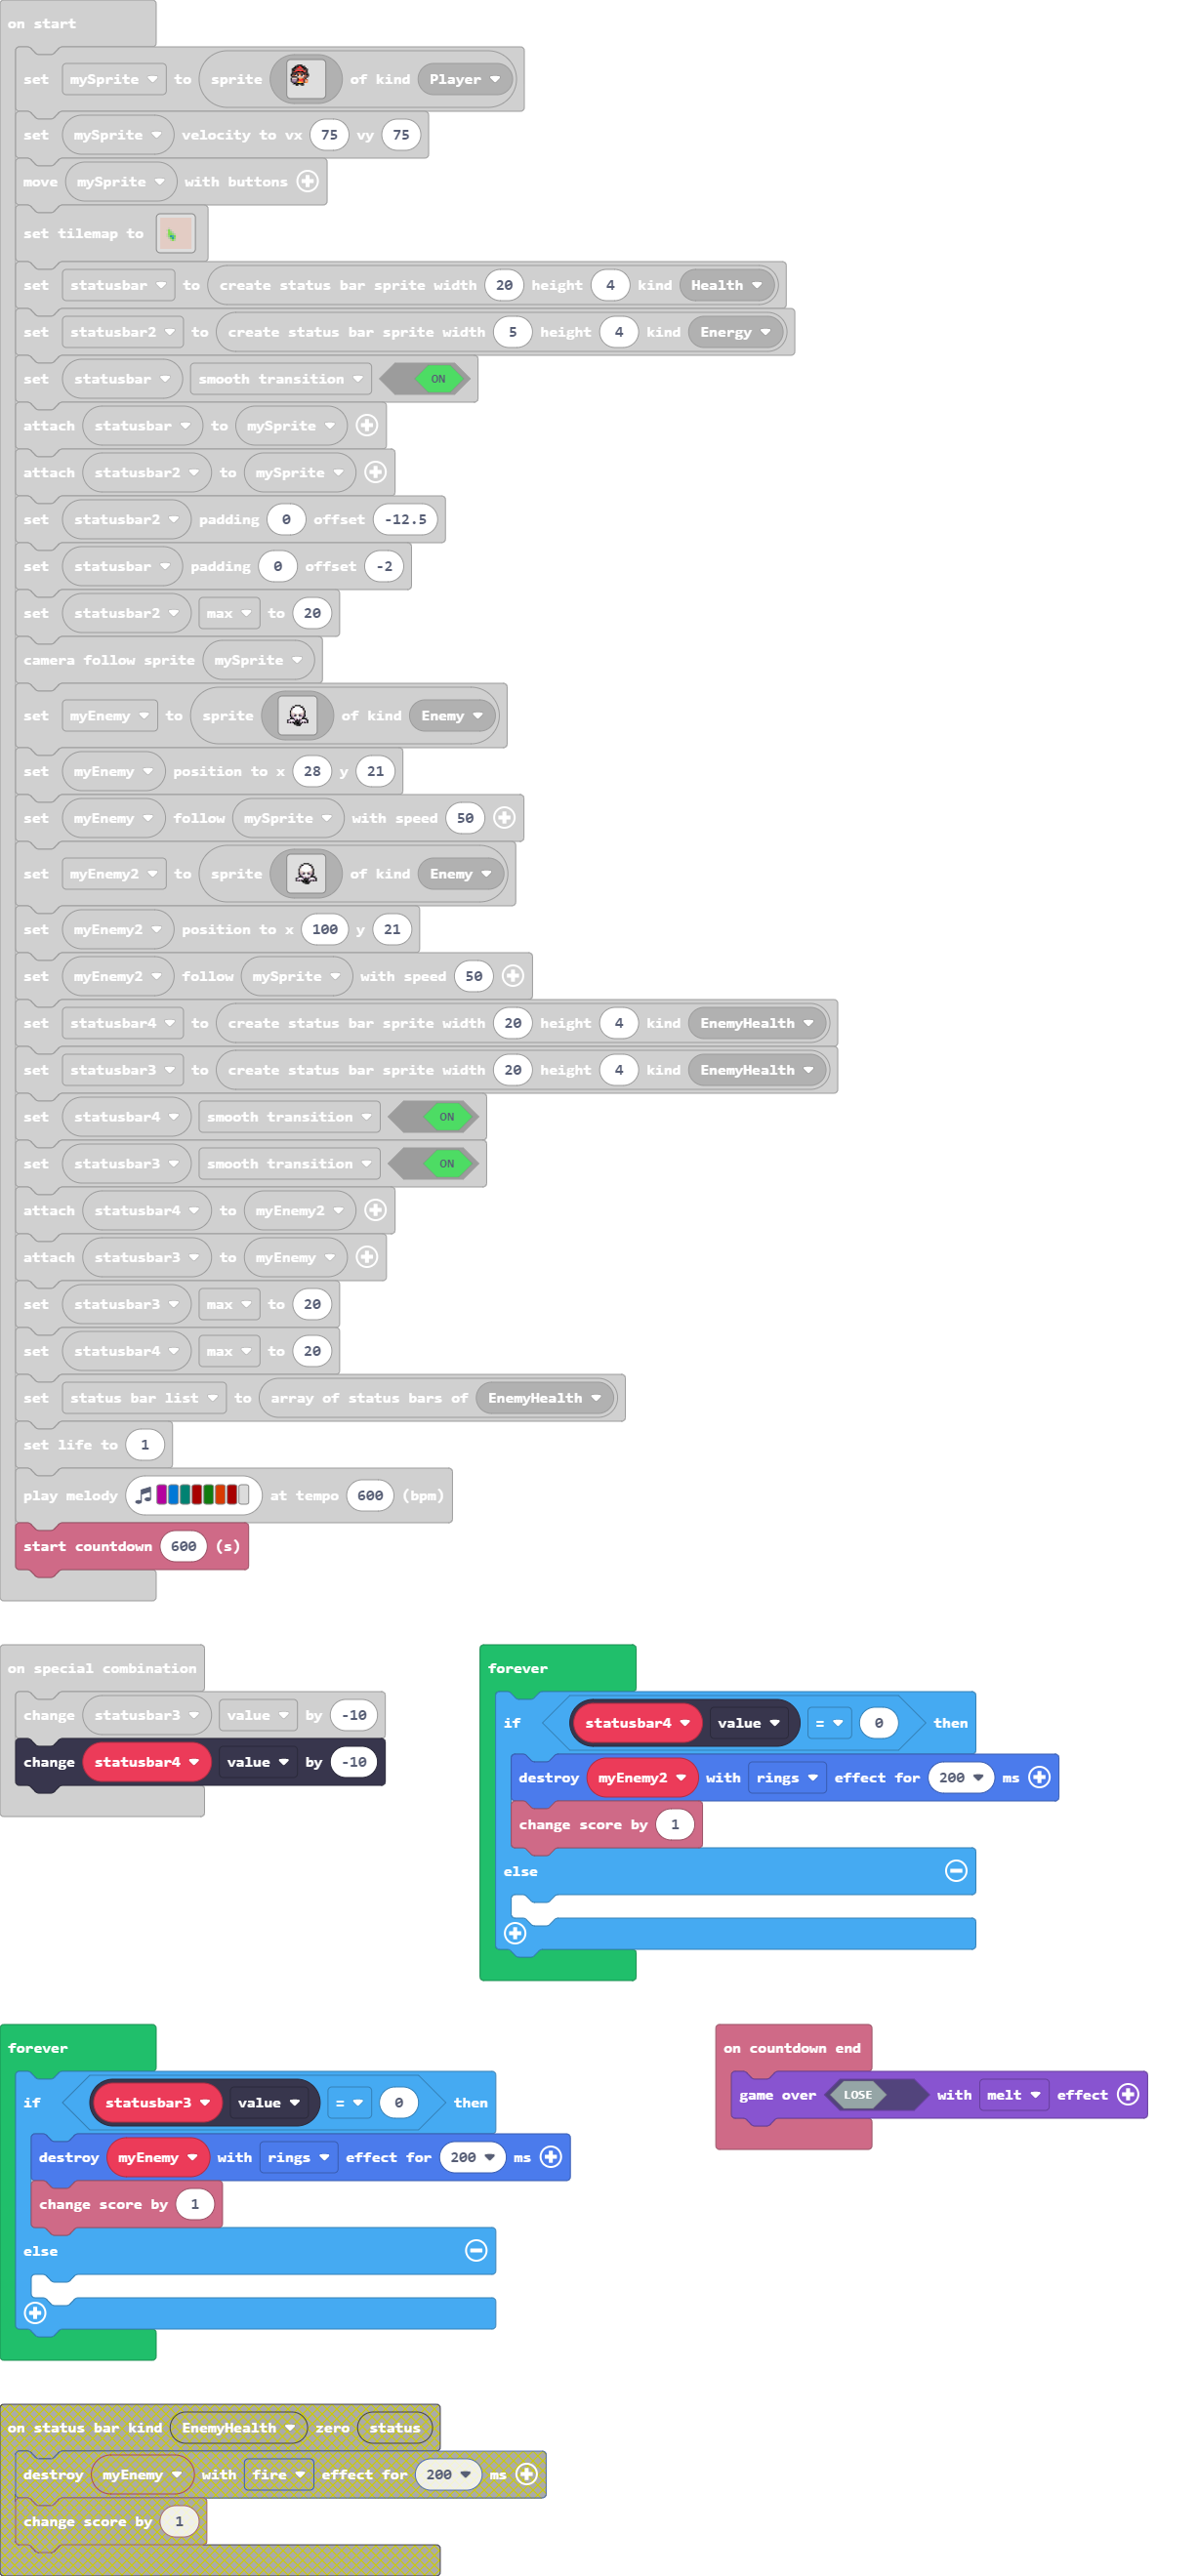 on start
set mySprite to sprite of kind Player
set mySprite velocity to vx 75 vy 75
move mySprite with buttons
set tilemap to
set statusbar to create status bar sprite width 20 height 4 kind Health
set statusbar2 to create status bar sprite width 5 height 4 kind Energy
set statusbar smooth transition ON
attach statusbar to mySprite
attach statusbar2 to mySprite
set statusbar2 padding 0 offset -12.5
set statusbar padding 0 offset -2
set statusbar2 max to 20
camera follow sprite mySprite
set myEnemy to sprite of kind Enemy
set myEnemy position to x 28 y 21
set myEnemy follow mySprite with speed 50
set myEnemy2 to sprite of kind Enemy
set myEnemy2 position to x 100 y 21
set myEnemy2 follow mySprite with speed 50
set statusbar4 to create status bar sprite width 20 height 4 kind EnemyHealth
set statusbar3 to create status bar sprite width 20 height 4 kind EnemyHealth
set statusbar4 smooth transition ON
set statusbar3 smooth transition ON
attach statusbar4 to myEnemy2
attach statusbar3 to myEnemy
set statusbar3 max to 20
set statusbar4 max to 20
set status bar list to array of status bars of EnemyHealth
set life to 1
play melody at tempo 600 (bpm)
start countdown 600 (s)
on special combination
change statusbar3 value by -10
change statusbar4 value by -10
forever
if statusbar4 value = 0 then
destroy myEnemy2 with rings effect for 200 ms
change score by 1
else
forever
if statusbar3 value = 0 then
destroy myEnemy with rings effect for 200 ms
change score by 1
else
on countdown end
game over LOSE with melt effect
on status bar kind EnemyHealth zero status
destroy myEnemy with fire effect for 200 ms
change score by 1